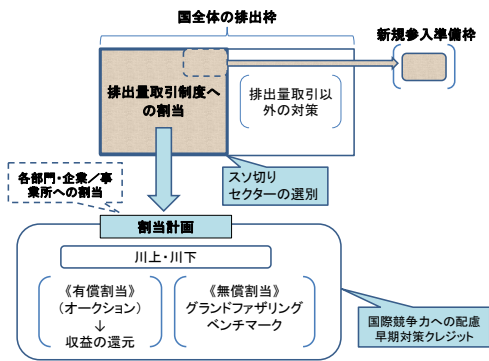 国全体の排出枠
新規参入準備枠
排出量取引制度へ
の割当
排出量取引以
外の対策
スソ切り
セクターの選別
各部門・企業／事
業所への割当
割当計画
川上・川下
《有償割当》
(オークション)
↓
収益の還元
《無償割当》
グランドファザリング
ベンチマーク
国際競争力への配慮
早期対策クレジット